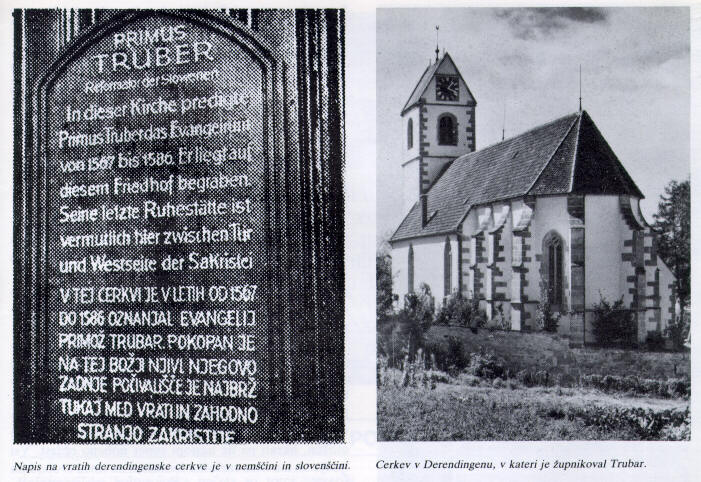 PRIMUS
TRUBER
Reformator der Slowenen
In dieser Kirche predigte
Primus Truber das Evangelium
von 1567 bis 1586. Er liegt auf
diesem Friedhof begraben.
Seine letzte Ruhestätte ist
vermutlich hier zwischen Tür
und Westseite der Sakristei
V TEJ CERKVI JE V LETIH OD 1567
DO 1586 OZNANJAL EVANGELIJ
PRIMOŽ TRUBAR. POKOPAN JE
NA TEJ BOŽJI NJIVI. NJEGOVO
ZADNJE POČIVALIŠČE JE NAJBRŽ
TUKAJ MED VRATI IN ZAHODNO
STRANJO ZAKRISTIJE
Napis na vratih derendingenske cerkve je v nemščini in slovenščini.
Cerkev v Derendingenu, v kateri je župnikoval Trubar.